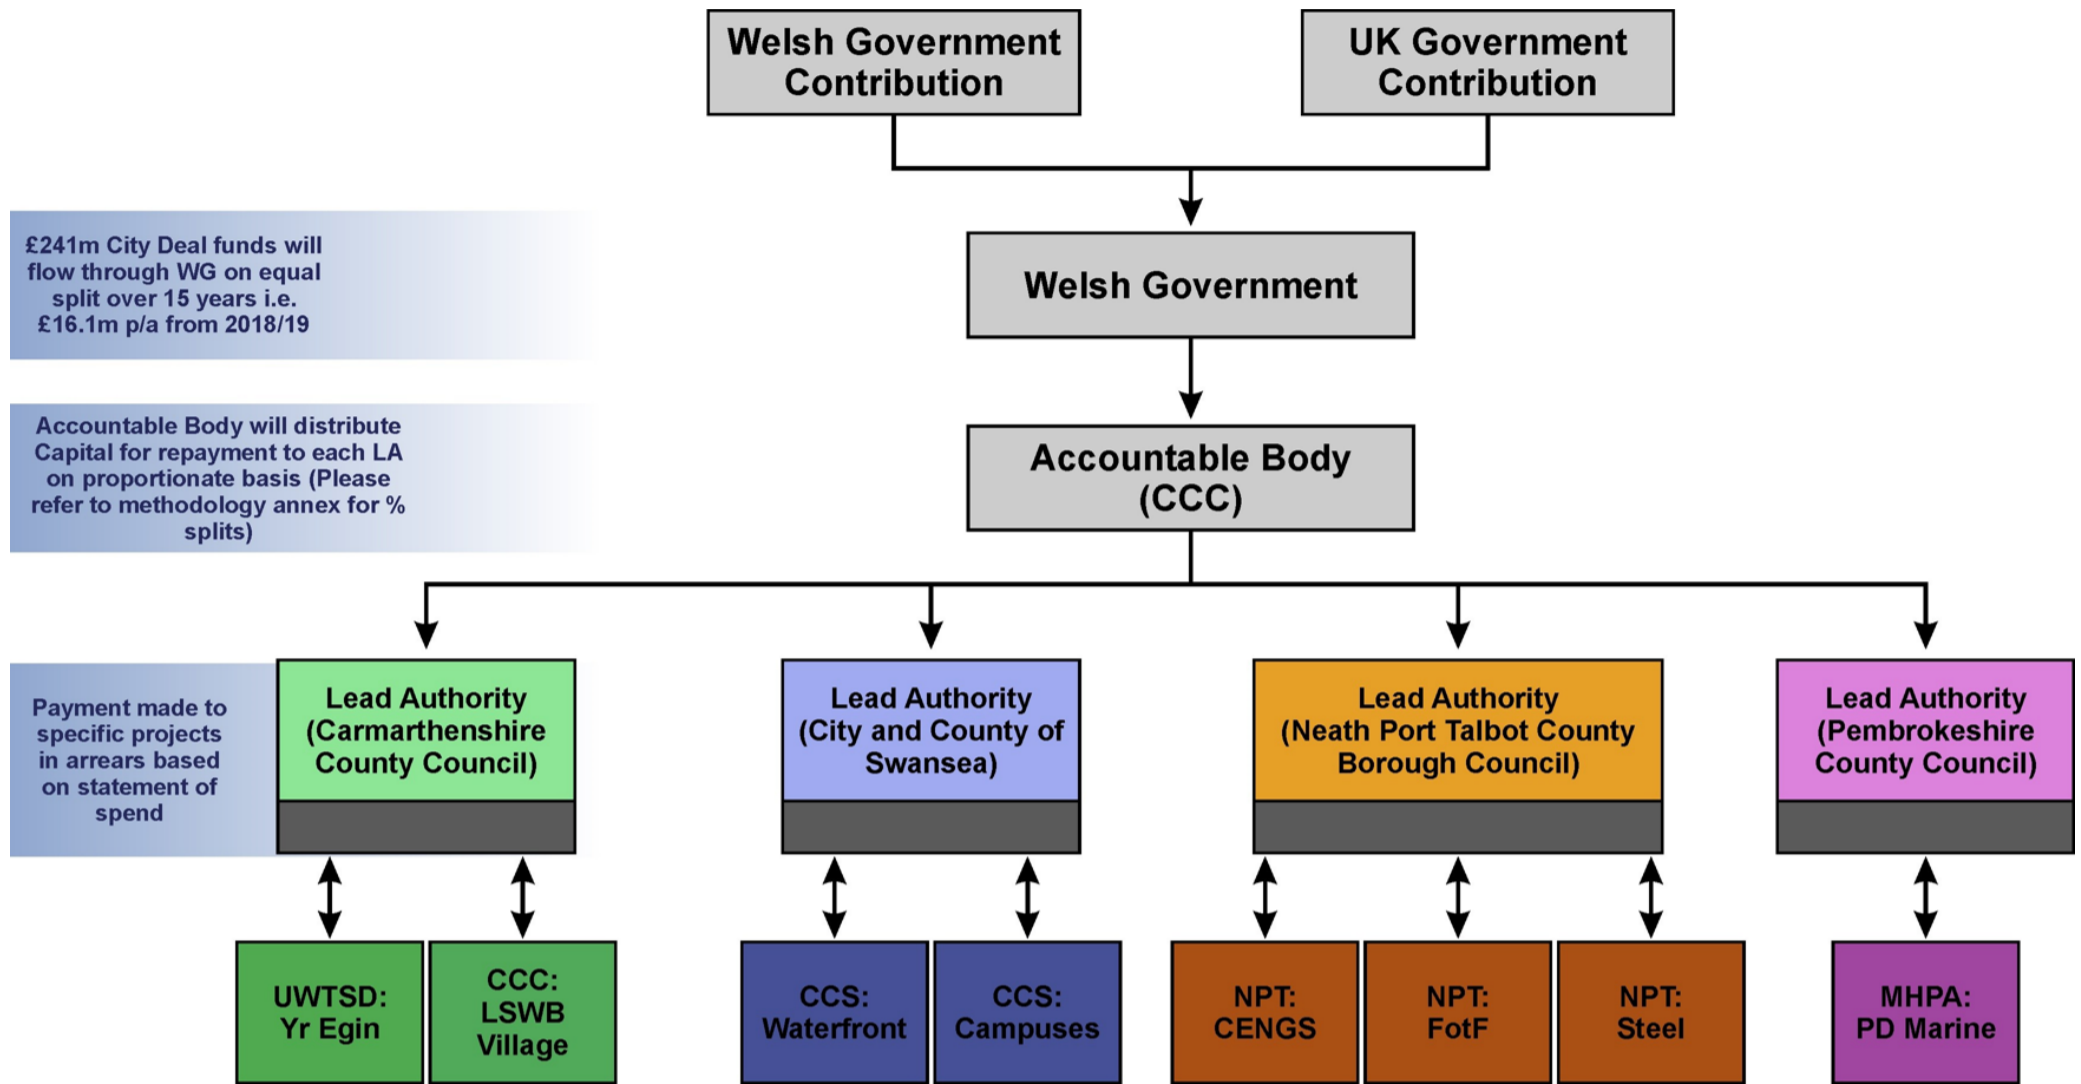 Welsh Government
Contribution
UK Government
Contribution
£241m City Deal funds will
flow through WG on equal
split over 15 years i.e.
£16.1m p/a from 2018/19
Welsh Government
Accountable Body will distribute
Capital for repayment to each LA
on proportionate basis (Please
refer to methodology annex for %
splits)
Accountable Body
(CCC)
Payment made to
specific projects
in arrears based
on statement of
spend
Lead Authority
(Carmarthenshire
County Council)
Lead Authority
(City and County of
Swansea)
Lead Authority
(Neath Port Talbot County
Borough Council)
Lead Authority
(Pembrokeshire
County Council)
UWTSD:
Yr Egin
CCC:
LSWB
Village
CCS:
Waterfront
CCS:
Campuses
NPT:
CENGS
NPT:
FotF
NPT:
Steel
MHPA:
PD Marine